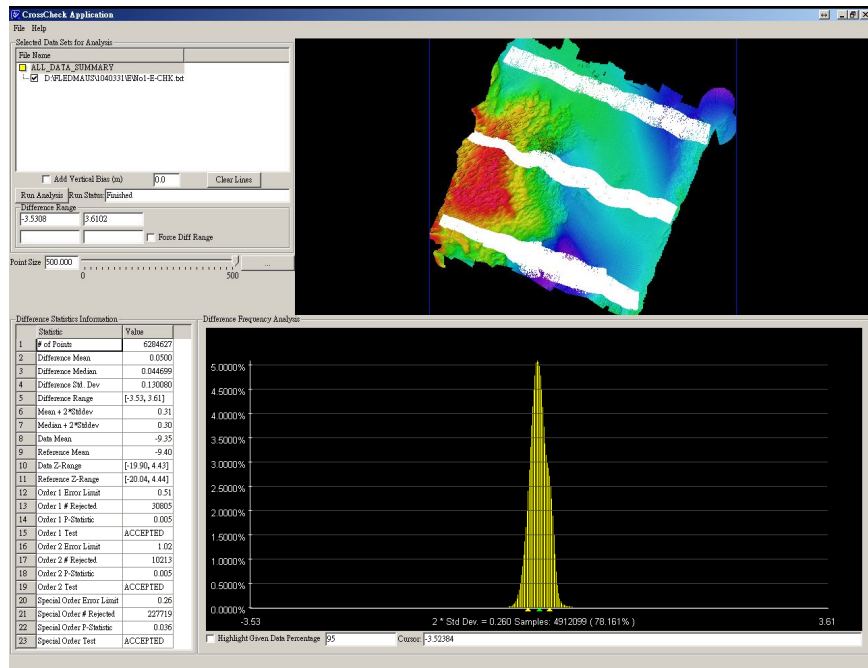 CrossCheck Application
File Help
Selected Data Sets for Analysis
File Name
ALL_DATA_SUMMARY
D:\FLEDMAUS\1040331\E\No1-E-CHK.txt
Add Vertical Bias (m) 0.0 Clear Lines
Run Analysis Run Status: Finished
Difference Range
-3.5308 3.6102
Force Diff Range
Point Size 500.000 ...
0 500
Difference Statistics Information
Statistic Value
1 # of Points 6284627
2 Difference Mean 0.0500
3 Difference Median 0.044699
4 Difference Std. Dev 0.130080
5 Difference Range [-3.53, 3.61]
6 Mean + 2*Stddev 0.31
7 Median + 2*Stddev 0.30
8 Data Mean -9.35
9 Reference Mean -9.40
10 Data Z-Range [-19.90, 4.43]
11 Reference Z-Range [-20.04, 4.44]
12 Order 1 Error Limit 0.51
13 Order 1 # Rejected 30805
14 Order 1 P-Statistic 0.005
15 Order 1 Test ACCEPTED
16 Order 2 Error Limit 1.02
17 Order 2 # Rejected 10213
18 Order 2 P-Statistic 0.005
19 Order 2 Test ACCEPTED
20 Special Order Error Limit 0.26
21 Special Order # Rejected 227719
22 Special Order P-Statistic 0.036
23 Special Order Test ACCEPTED
Difference Frequency Analysis
5.0000%
4.5000%
4.0000%
3.5000%
3.0000%
2.5000%
2.0000%
1.5000%
1.0000%
0.5000%
0.0000%
-3.53 2 * Std Dev. = 0.260 Samples: 4912099 ( 78.161% ) 3.61
Highlight Given Data Percentage 95 Cursor: -3.52384